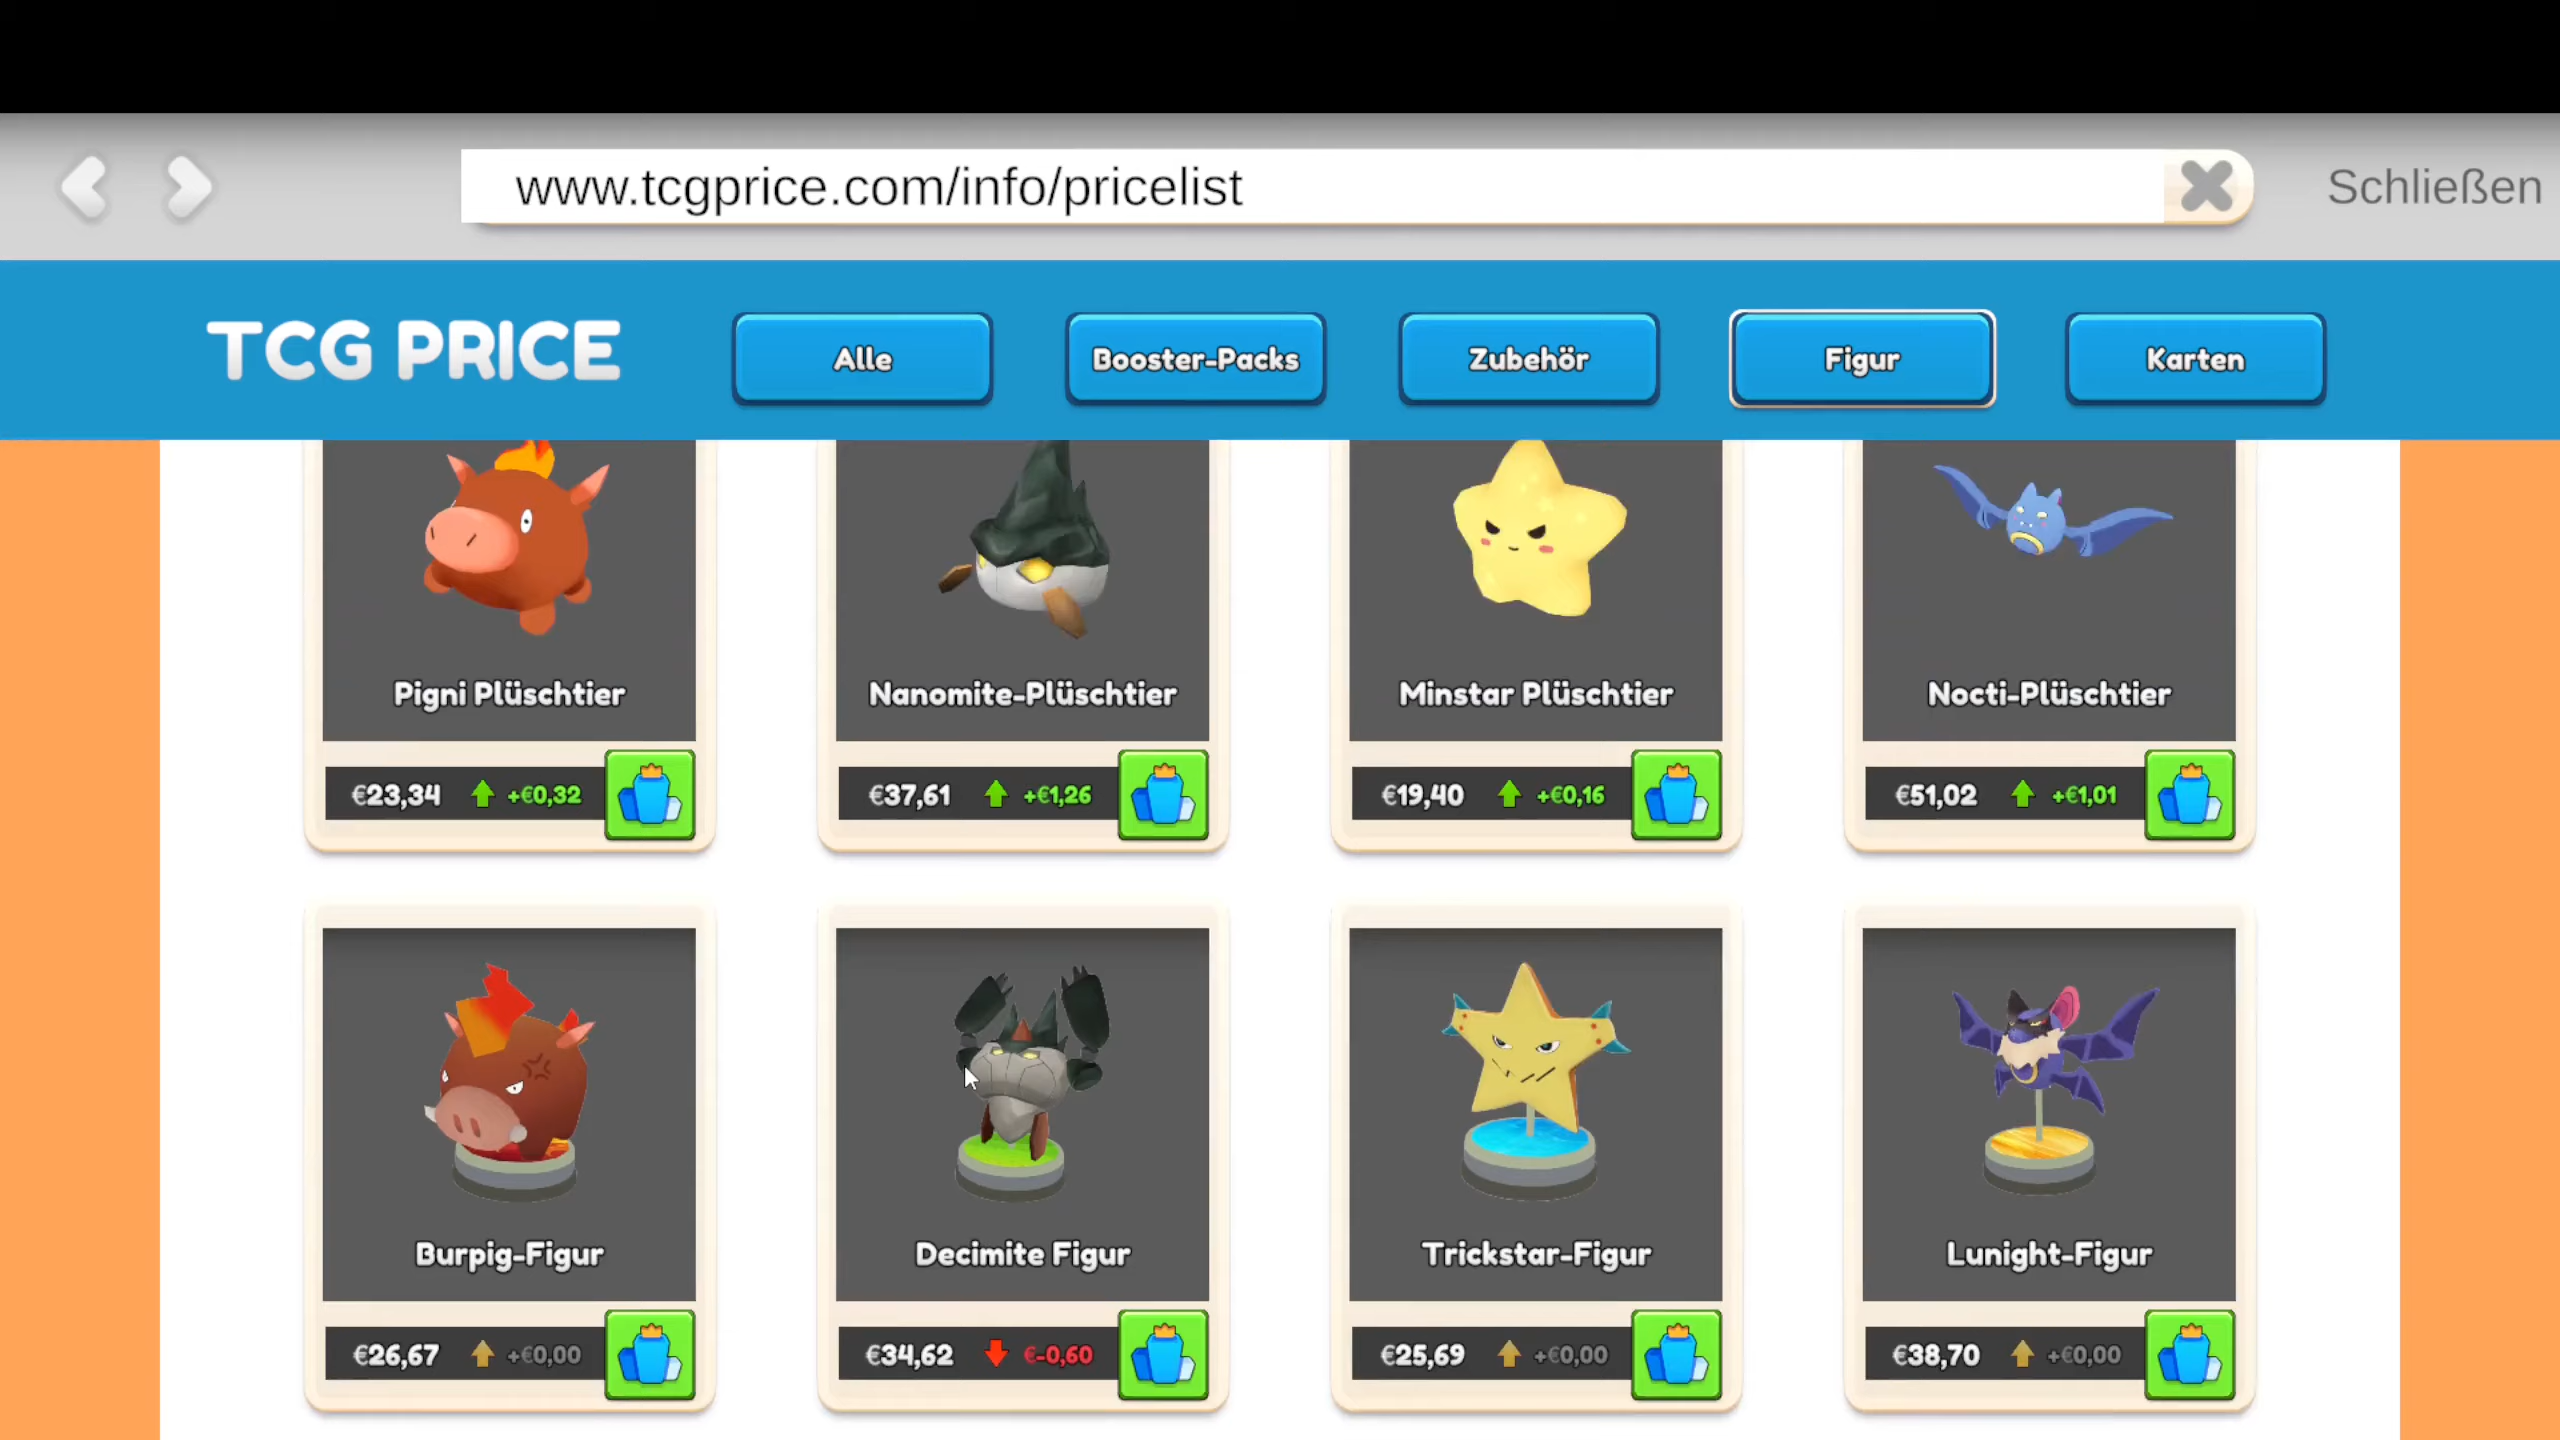 www.tcgprice.com/info/pricelist
Schließen
TCG PRICE
Alle
Booster-Packs
Zubehör
Figur
Karten
Pigni Plüschtier
Nanomite-Plüschtier
Minstar Plüschtier
Nocti-Plüschtier
€23,34 +€0,32
€37,61 +€1,26
€19,40 +€0,16
€51,02 +€1,01
Burpig-Figur
Decimite Figur
Trickstar-Figur
Lunight-Figur
€26,67 +€0,00
€34,62 €-0,60
€25,69 +€0,00
€38,70 +€0,00